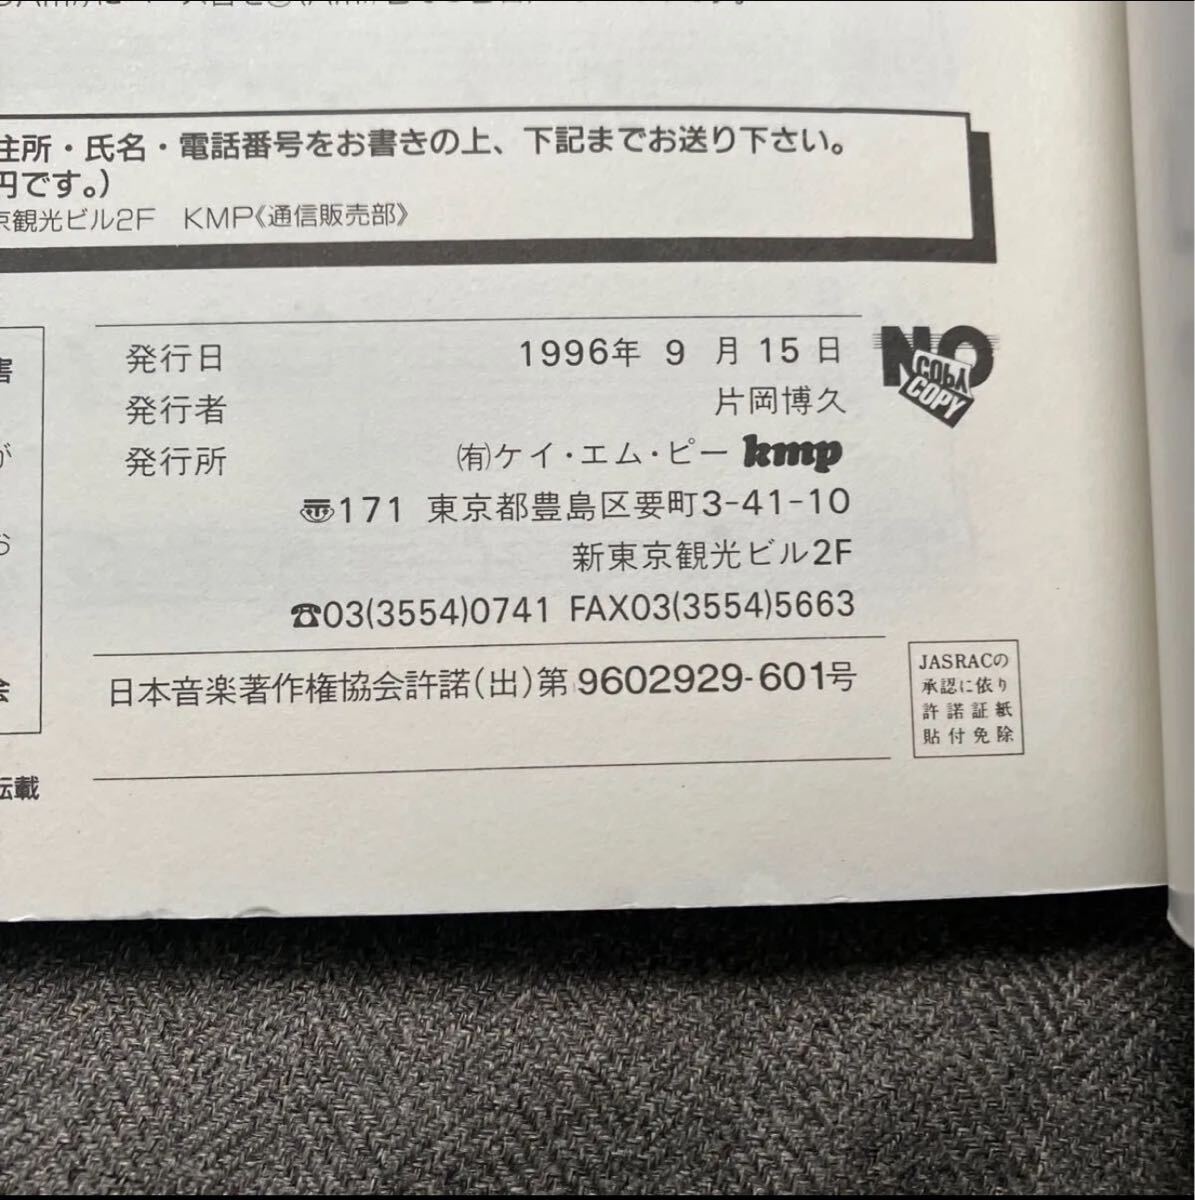 住所・氏名・電話番号をお書きの上、下記までお送り下さい。
円です。)
京観光ビル2F KMP《通信販売部》
発行日 1996年 9 月 15 日
発行者 片岡博久
発行所 (有)ケイ・エム・ピー kmp
〠171 東京都豊島区要町3-41-10
新東京観光ビル2F
☎03(3554)0741 FAX03(3554)5663
日本音楽著作権協会許諾(出)第9602929-601号
NO
COPY
COPY
JASRACの
承認に依り
許諾証紙
貼付免除
書
が
お
会
転載